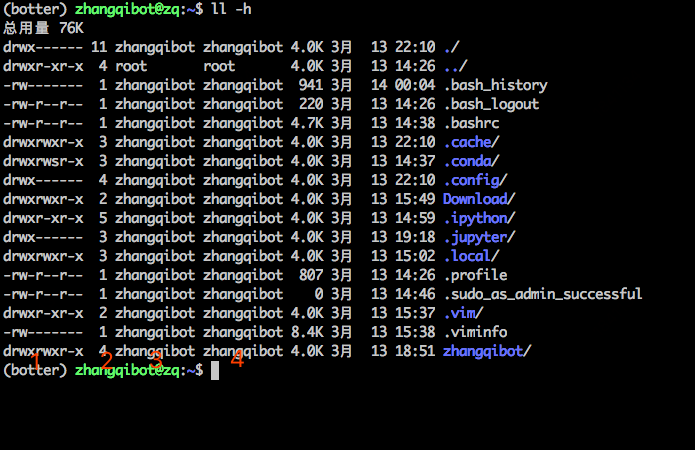 (botter) zhangqibot@zq:~$ ll -h
总用量 76K
drwx------ 11 zhangqibot zhangqibot 4.0K 3月  13 22:10 ./
drwxr-xr-x  4 root       root       4.0K 3月  13 14:26 ../
-rw-------  1 zhangqibot zhangqibot  941 3月  14 00:04 .bash_history
-rw-r--r--  1 zhangqibot zhangqibot  220 3月  13 14:26 .bash_logout
-rw-r--r--  1 zhangqibot zhangqibot 4.7K 3月  13 14:38 .bashrc
drwxrwxr-x  3 zhangqibot zhangqibot 4.0K 3月  13 22:10 .cache/
drwxrwsr-x  3 zhangqibot zhangqibot 4.0K 3月  13 14:37 .conda/
drwx------  4 zhangqibot zhangqibot 4.0K 3月  13 22:10 .config/
drwxrwxr-x  2 zhangqibot zhangqibot 4.0K 3月  13 15:49 Download/
drwxr-xr-x  5 zhangqibot zhangqibot 4.0K 3月  13 14:59 .ipython/
drwx------  3 zhangqibot zhangqibot 4.0K 3月  13 19:18 .jupyter/
drwxrwxr-x  3 zhangqibot zhangqibot 4.0K 3月  13 15:02 .local/
-rw-r--r--  1 zhangqibot zhangqibot  807 3月  13 14:26 .profile
-rw-r--r--  1 zhangqibot zhangqibot    0 3月  13 14:46 .sudo_as_admin_successful
drwxr-xr-x  2 zhangqibot zhangqibot 4.0K 3月  13 15:37 .vim/
-rw-------  1 zhangqibot zhangqibot 8.4K 3月  13 15:38 .viminfo
drwxrwxr-x  4 zhangqibot zhangqibot 4.0K 3月  13 18:51 zhangqibot/
1 2 3 4
(botter) zhangqibot@zq:~$